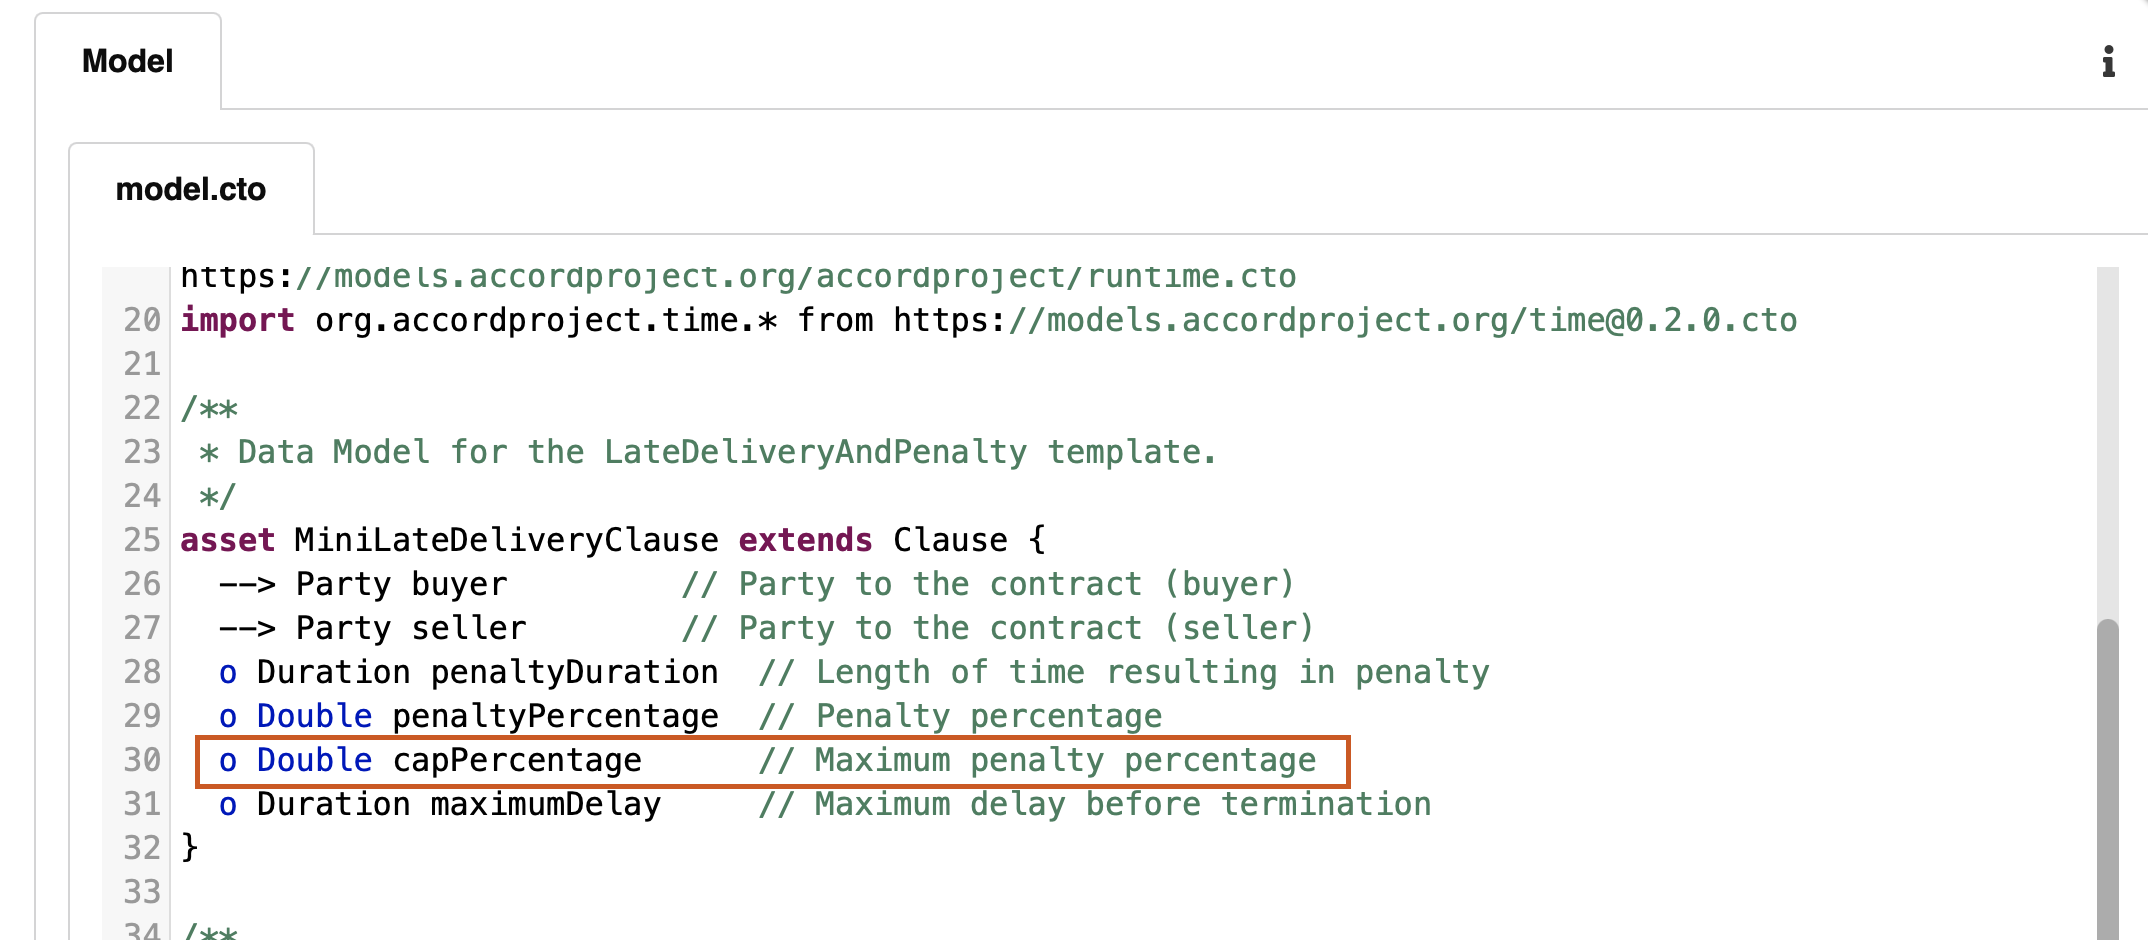 Model
i
model.cto
https://models.accordproject.org/accordproject/runtime.cto
20 import org.accordproject.time.* from https://models.accordproject.org/time@0.2.0.cto
21
22 /**
23  * Data Model for the LateDeliveryAndPenalty template.
24  */
25 asset MiniLateDeliveryClause extends Clause {
26   --> Party buyer         // Party to the contract (buyer)
27   --> Party seller        // Party to the contract (seller)
28   o Duration penaltyDuration  // Length of time resulting in penalty
29   o Double penaltyPercentage  // Penalty percentage
30   o Double capPercentage      // Maximum penalty percentage
31   o Duration maximumDelay     // Maximum delay before termination
32 }
33
34 /**